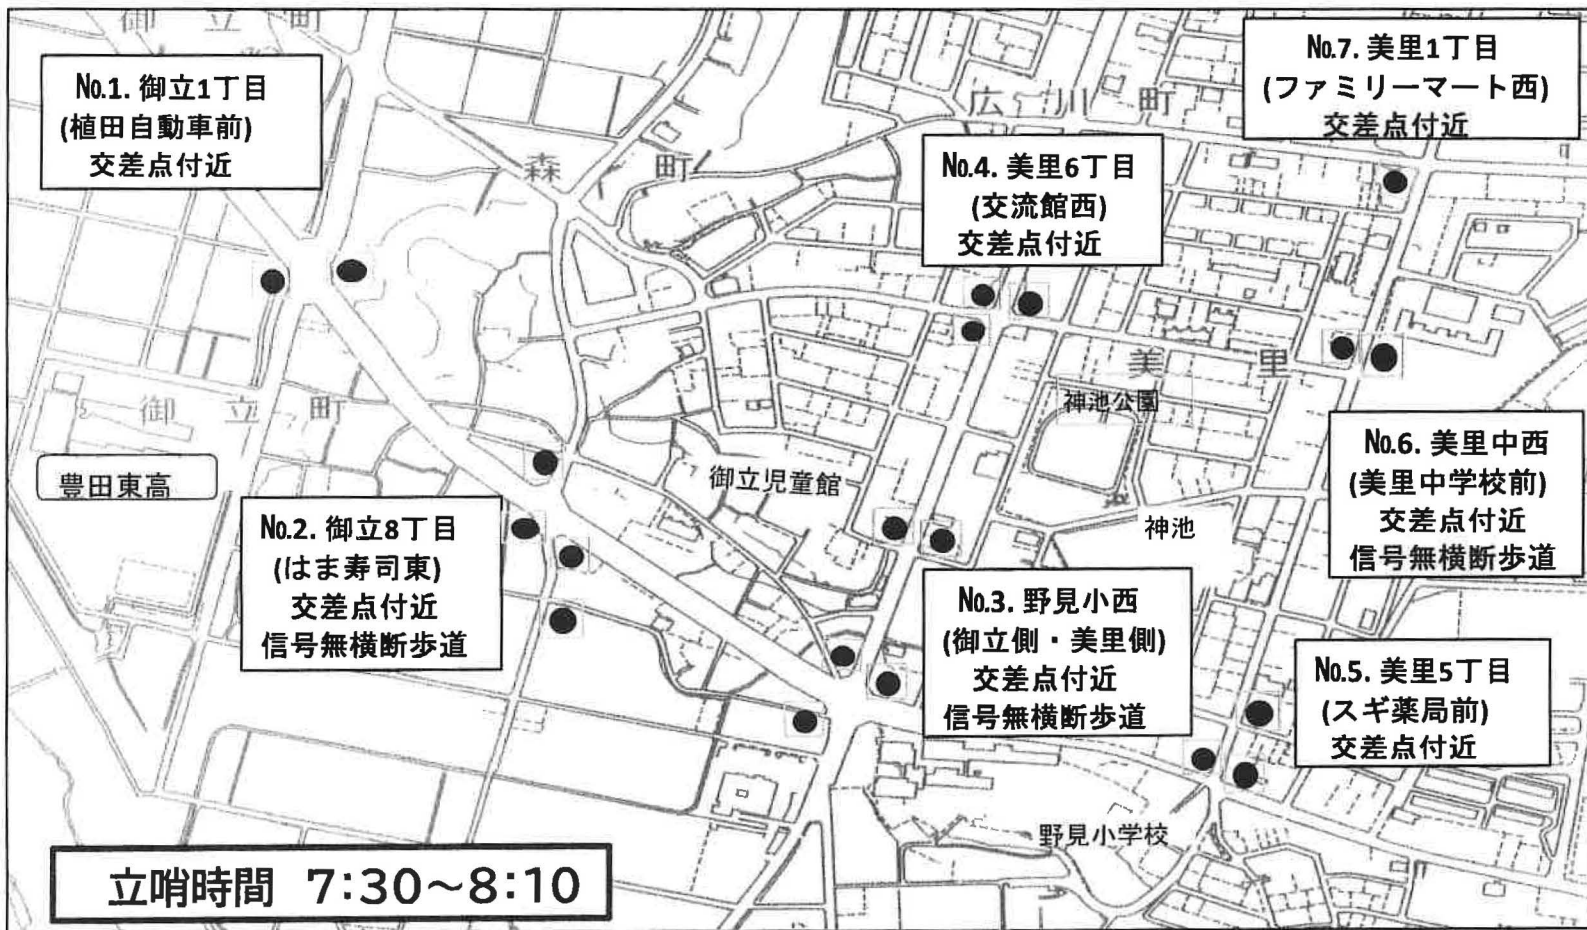 御立町
No.1. 御立1丁目
(植田自動車前)
交差点付近
森町
広川町
No.7. 美里1丁目
(ファミリーマート西)
交差点付近
No.4. 美里6丁目
(交流館西)
交差点付近
美里
神池公園
御立町
豊田東高
御立児童館
神池
No.6. 美里中西
(美里中学校前)
交差点付近
信号無横断歩道
No.2. 御立8丁目
(はま寿司東)
交差点付近
信号無横断歩道
No.3. 野見小西
(御立側・美里側)
交差点付近
信号無横断歩道
No.5. 美里5丁目
(スギ薬局前)
交差点付近
野見小学校
立哨時間 7:30～8:10